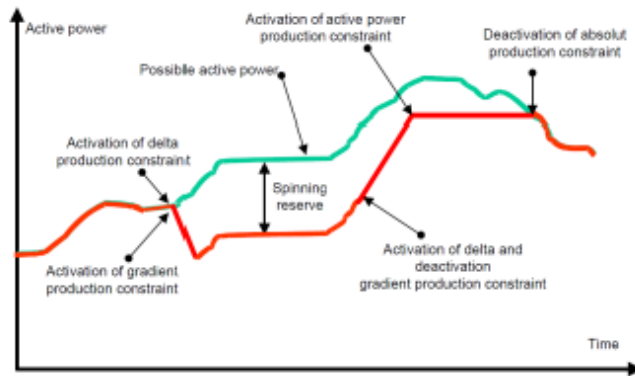 Active power
Activation of active power
production constraint
Deactivation of absolut
production constraint
Possiblle active power
Activation of delta
production constraint
Spinning
reserve
Activation of gradient
production constraint
Activation of delta and
deactivation
gradient production constraint
Time